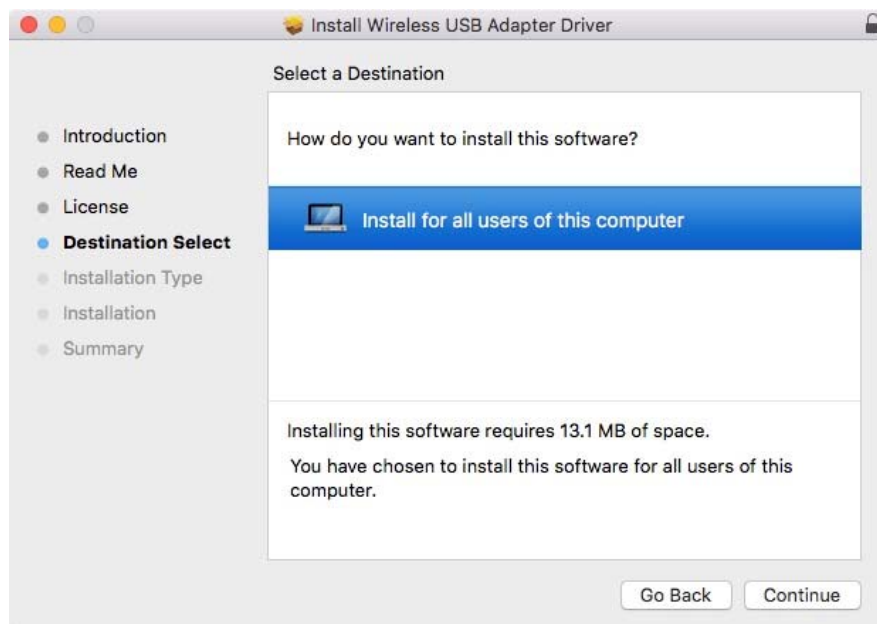 Install Wireless USB Adapter Driver
Select a Destination
Introduction
Read Me
License
Destination Select
Installation Type
Installation
Summary
How do you want to install this software?
Install for all users of this computer
Installing this software requires 13.1 MB of space.
You have chosen to install this software for all users of this
computer.
Go Back
Continue